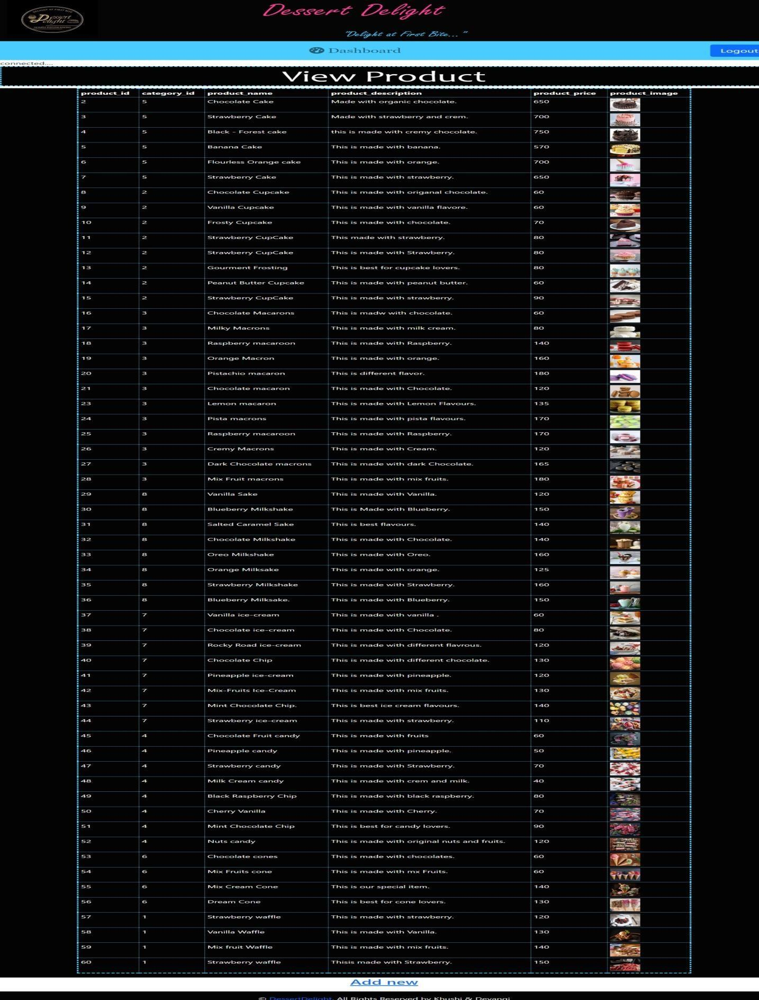 DELIGHT AT FIRST BITE
Dessert
Delight
HOMELY EGGLESS BAKING
Dessert Delight
"Delight at First Bite... "
Dashboard
Logout
connected....
View Product
product_id category_id product_name product_description product_price product_image
2 5 Chocolate Cake Made with organic chocolate. 650
3 5 Strawberry Cake Made with strawberry and crem. 700
4 5 Black - Forest cake this is made with cremy chocolate. 750
5 5 Banana Cake This is made with banana. 570
6 5 Flourless Orange cake This is made with orange. 700
7 5 Strawberry Cake This is made with strawberry. 650
8 2 Chocolate Cupcake This is made with origanal chocolate. 60
9 2 Vanilla Cupcake This is made with vanilla flavore. 60
10 2 Frosty Cupcake This is made with chocolate. 70
11 2 Strawberry CupCake This made with strawberry. 80
12 2 Strawberry CupCake This is made with Strawberry. 80
13 2 Gourment Frosting This is best for cupcake lovers. 80
14 2 Peanut Butter Cupcake This is made with peanut butter. 60
15 2 Strawberry CupCake This is made with strawberry. 90
16 3 Chocolate Macarons This is madw with chocolate. 60
17 3 Milky Macrons This is made with milk cream. 80
18 3 Raspberry macaroon This is made with Raspberry. 140
19 3 Orange Macron This is made with orange. 160
20 3 Pistachio macaron This is different flavor. 180
21 3 Chocolate macaron This is made with Chocolate. 120
23 3 Lemon macaron This is made with Lemon Flavours. 135
24 3 Pista macrons This is made with pista flavours. 170
25 3 Raspberry macaroon This is made with Raspberry. 170
26 3 Cremy Macrons This is made with Cream. 120
27 3 Dark Chocolate macrons This is made with dark Chocolate. 165
28 3 Mix Fruit macrons This is made with mix fruits. 180
29 8 Vanilla Sake This is made with Vanilla. 120
30 8 Blueberry Milkshake This is Made with Blueberry. 150
31 8 Salted Caramel Sake This is best flavours. 140
32 8 Chocolate Milkshake This is made with Chocolate. 140
33 8 Oreo Milkshake This is made with Oreo. 160
34 8 Orange Milksake This is made with orange. 125
35 8 Strawberry Milkshake This is made with Strawberry. 160
36 8 Blueberry Milksake. This is made with Blueberry. 150
37 7 Vanilla ice-cream This is made with vanilla . 60
38 7 Chocolate ice-cream This is made with Chocolate. 80
39 7 Rocky Road ice-cream This is made with different flavrous. 120
40 7 Chocolate Chip This is made with different chocolate. 130
41 7 Pineapple ice-cream This is made with pineapple. 120
42 7 Mix-Fruits Ice-Cream This is made with mix fruits. 130
43 7 Mint Chocolate Chip. This is best ice cream flavours. 140
44 7 Strawberry ice-cream This is made with strawberry. 110
45 4 Chocolate Fruit candy This is made with fruits 60
46 4 Pineapple candy This is made with pineapple. 50
47 4 Strawberry candy This is made with Strawberry. 70
48 4 Milk Cream candy This is made with crem and milk. 40
49 4 Black Raspberry Chip This is made with black raspberry. 80
50 4 Cherry Vanilla This is made with Cherry. 70
51 4 Mint Chocolate Chip This is best for candy lovers. 90
52 4 Nuts candy This is made with original nuts and fruits. 120
53 6 Chocolate cones This is made with chocolates. 60
54 6 Mix Fruits cone This is made with mx Fruits. 60
55 6 Mix Cream Cone This is our special item. 140
56 6 Dream Cone This is best for cone lovers. 130
57 1 Strawberry waffle This is made with strawberry. 120
58 1 Vanilla Waffle This is made with Vanilla. 130
59 1 Mix fruit Waffle This is made with mix fruits. 140
60 1 Strawberry waffle Thisis made with Strawberry. 150
Add new
© DessertDelight. All Rights Reserved by Khushi & Devangi